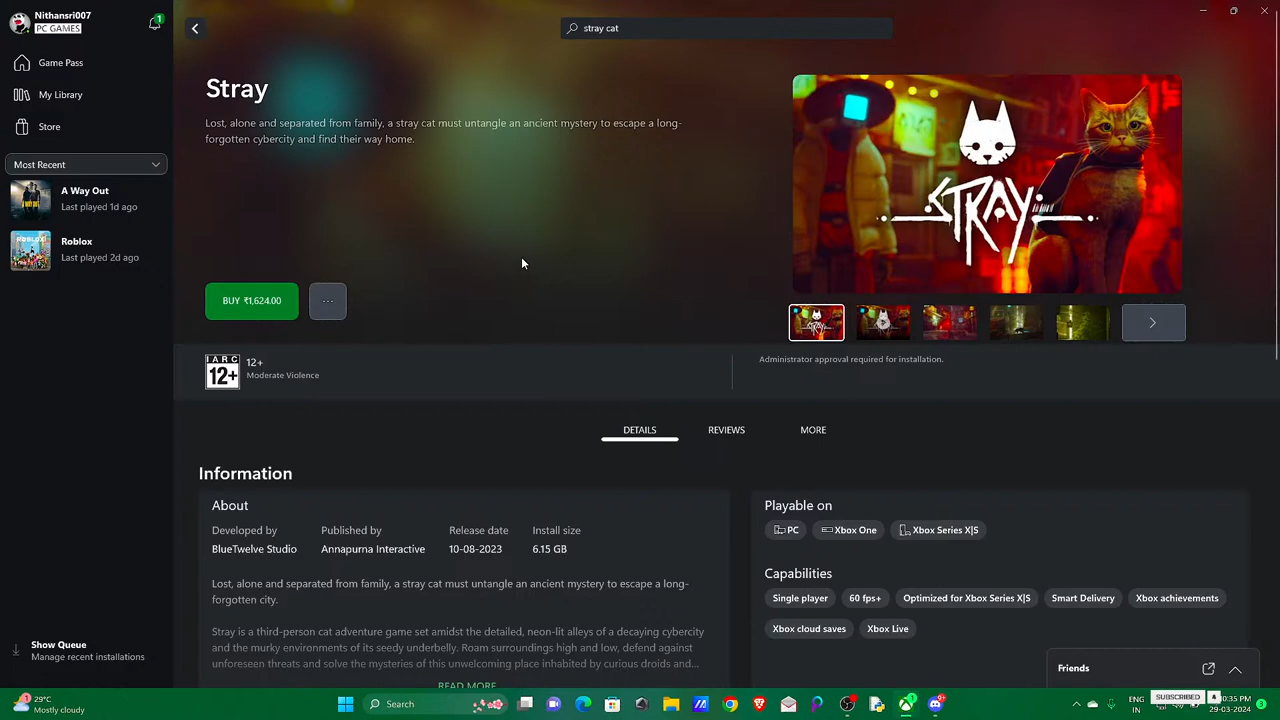 Nithansri007
PC GAMES
1
stray cat
Game Pass
My Library
Store
Most Recent
A Way Out
Last played 1d ago
Roblox
Last played 2d ago
Show Queue
Manage recent installations
Stray
Lost, alone and separated from family, a stray cat must untangle an ancient mystery to escape a long-
forgotten cybercity and find their way home.
BUY ₹1,624.00
...
STRAY
IARC
12+
12+
Moderate Violence
Administrator approval required for installation.
DETAILS
REVIEWS
MORE
Information
About
Developed by
BlueTwelve Studio
Published by
Annapurna Interactive
Release date
10-08-2023
Install size
6.15 GB
Lost, alone and separated from family, a stray cat must untangle an ancient mystery to escape a long-
forgotten city.
Stray is a third-person cat adventure game set amidst the detailed, neon-lit alleys of a decaying cybercity
and the murky environments of its seedy underbelly. Roam surroundings high and low, defend against
unforeseen threats and solve the mysteries of this unwelcoming place inhabited by curious droids and...
READ MORE
Playable on
PC
Xbox One
Xbox Series X|S
Capabilities
Single player
60 fps+
Optimized for Xbox Series X|S
Smart Delivery
Xbox achievements
Xbox cloud saves
Xbox Live
Friends
29°C
Mostly cloudy
Search
1
9+
ENG
IN
SUBSCRIBED
0:35 PM
29-03-2024
3